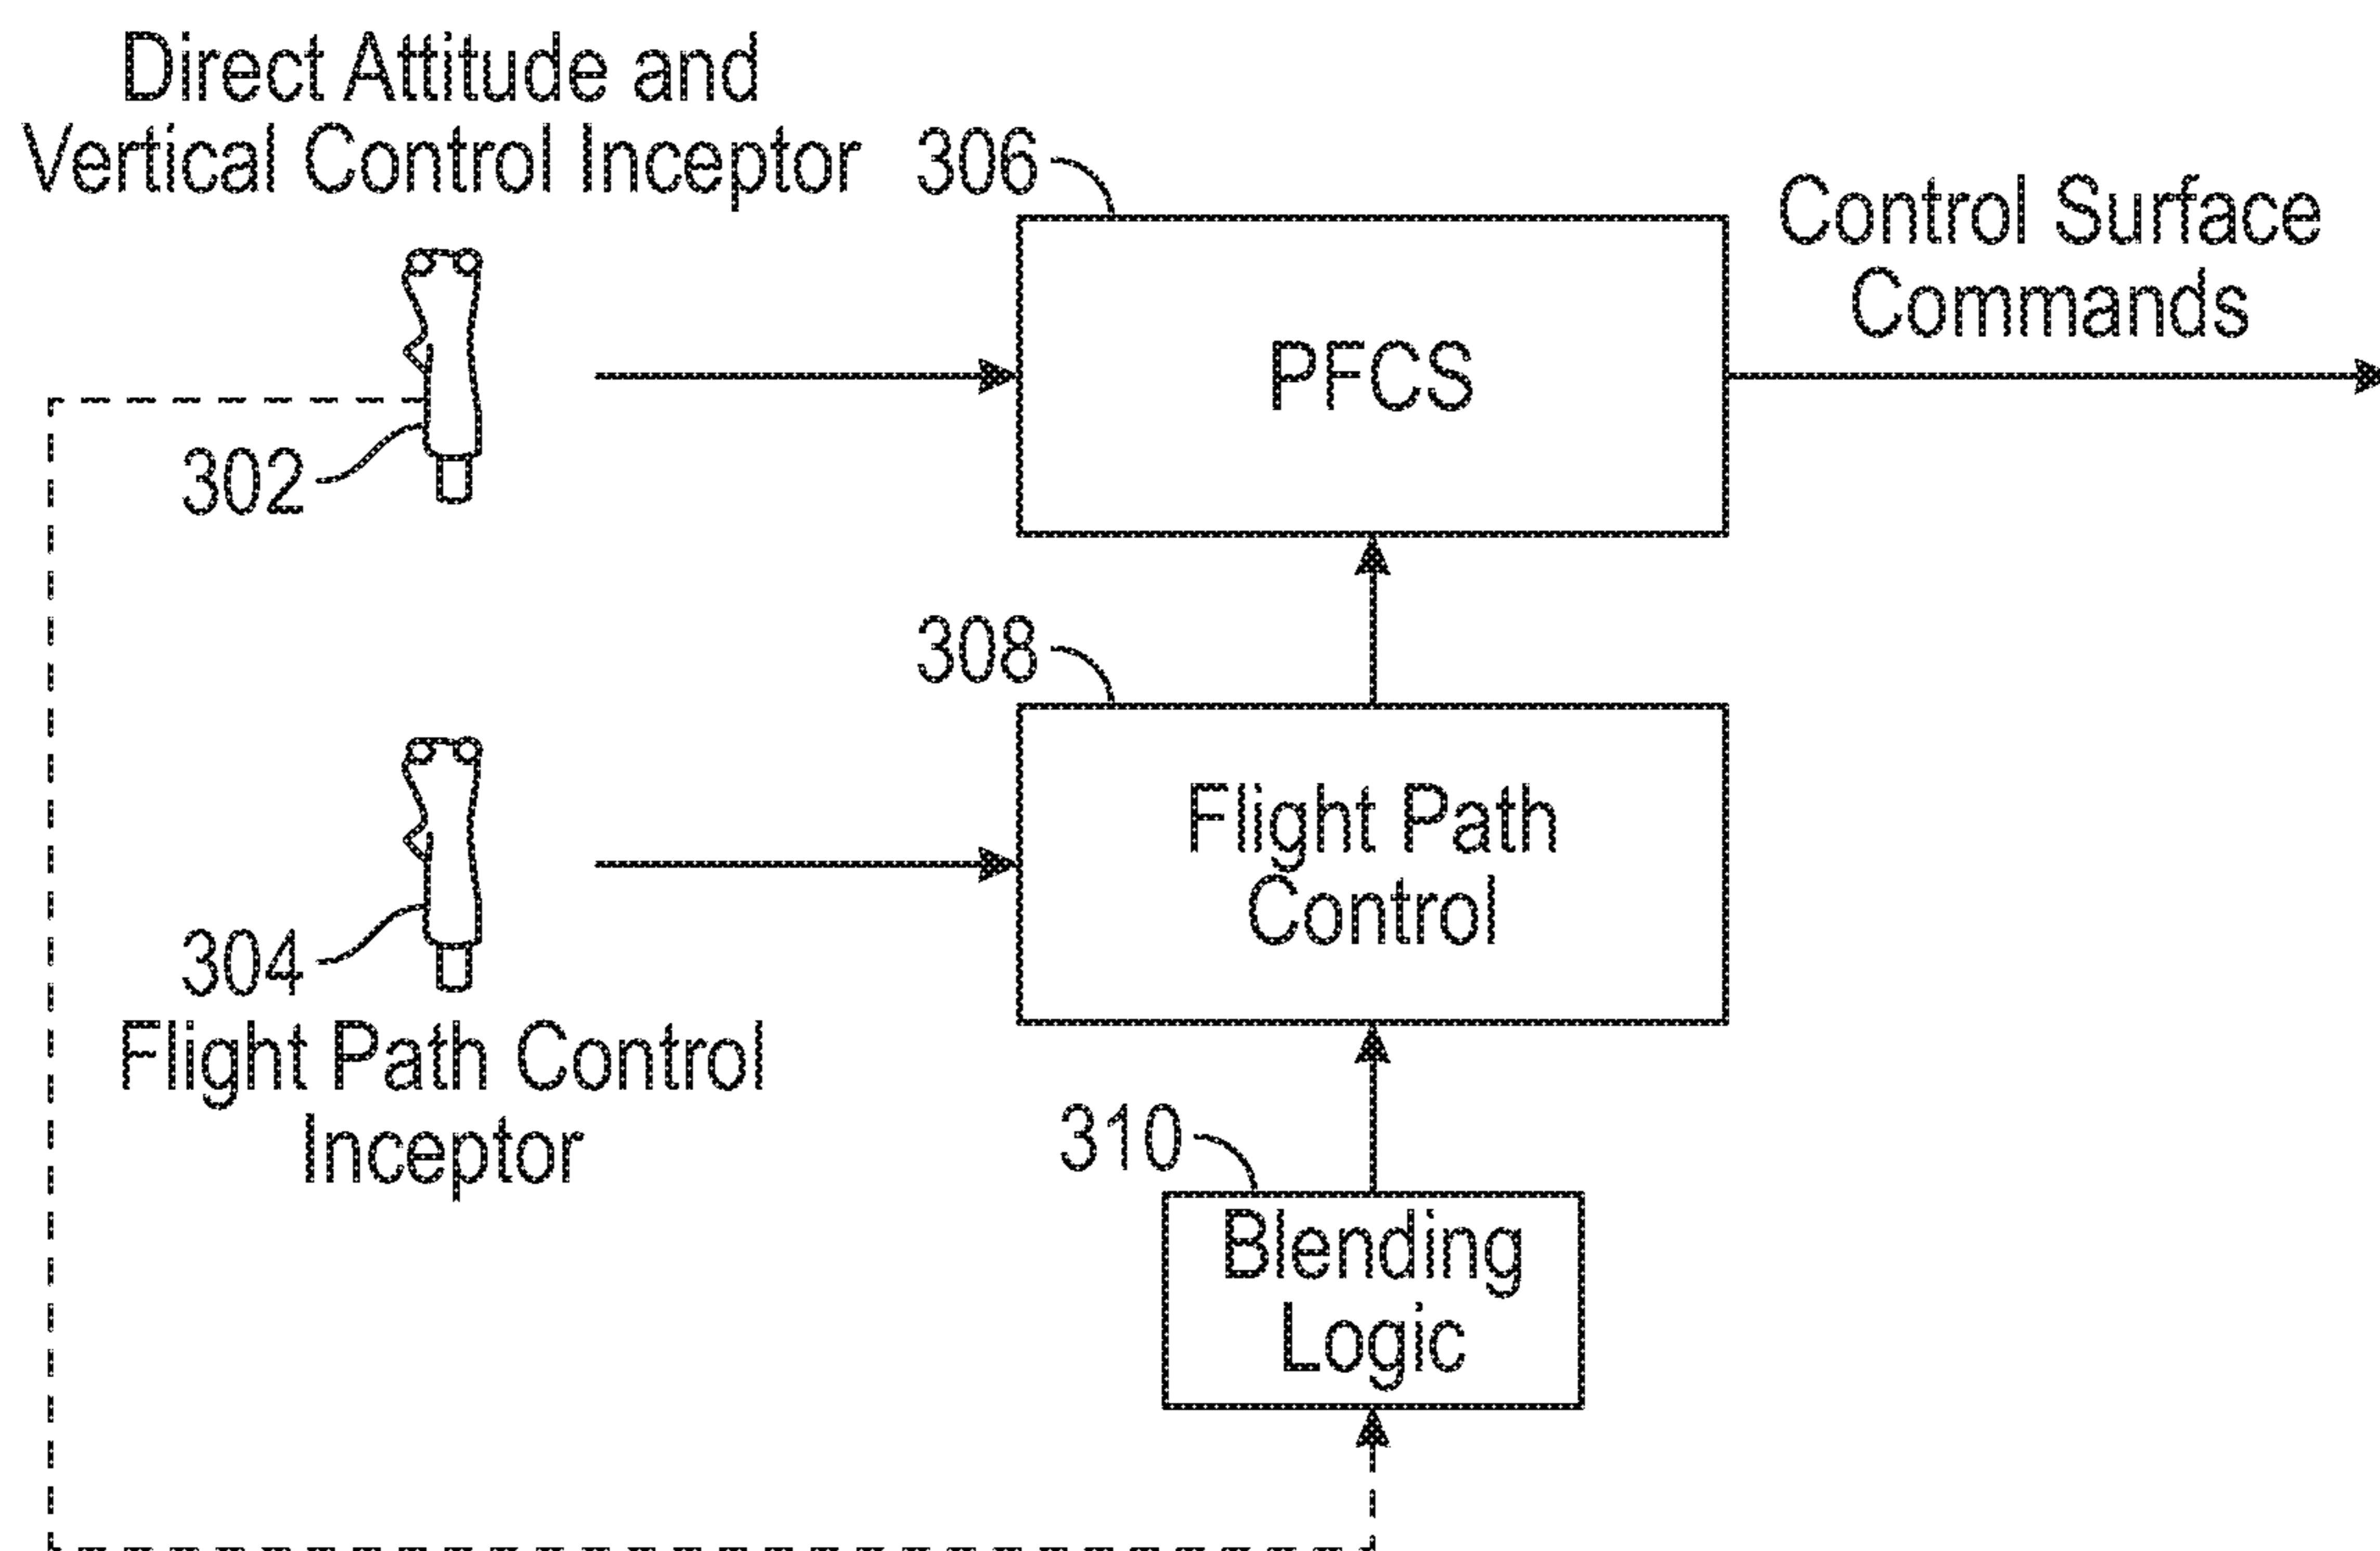 Direct Attitude and
Vertical Control Inceptor
306
Control Surface
Commands
PFCS
302
308
Flight Path
Control
304
Flight Path Control
Inceptor
310
Blending
Logic